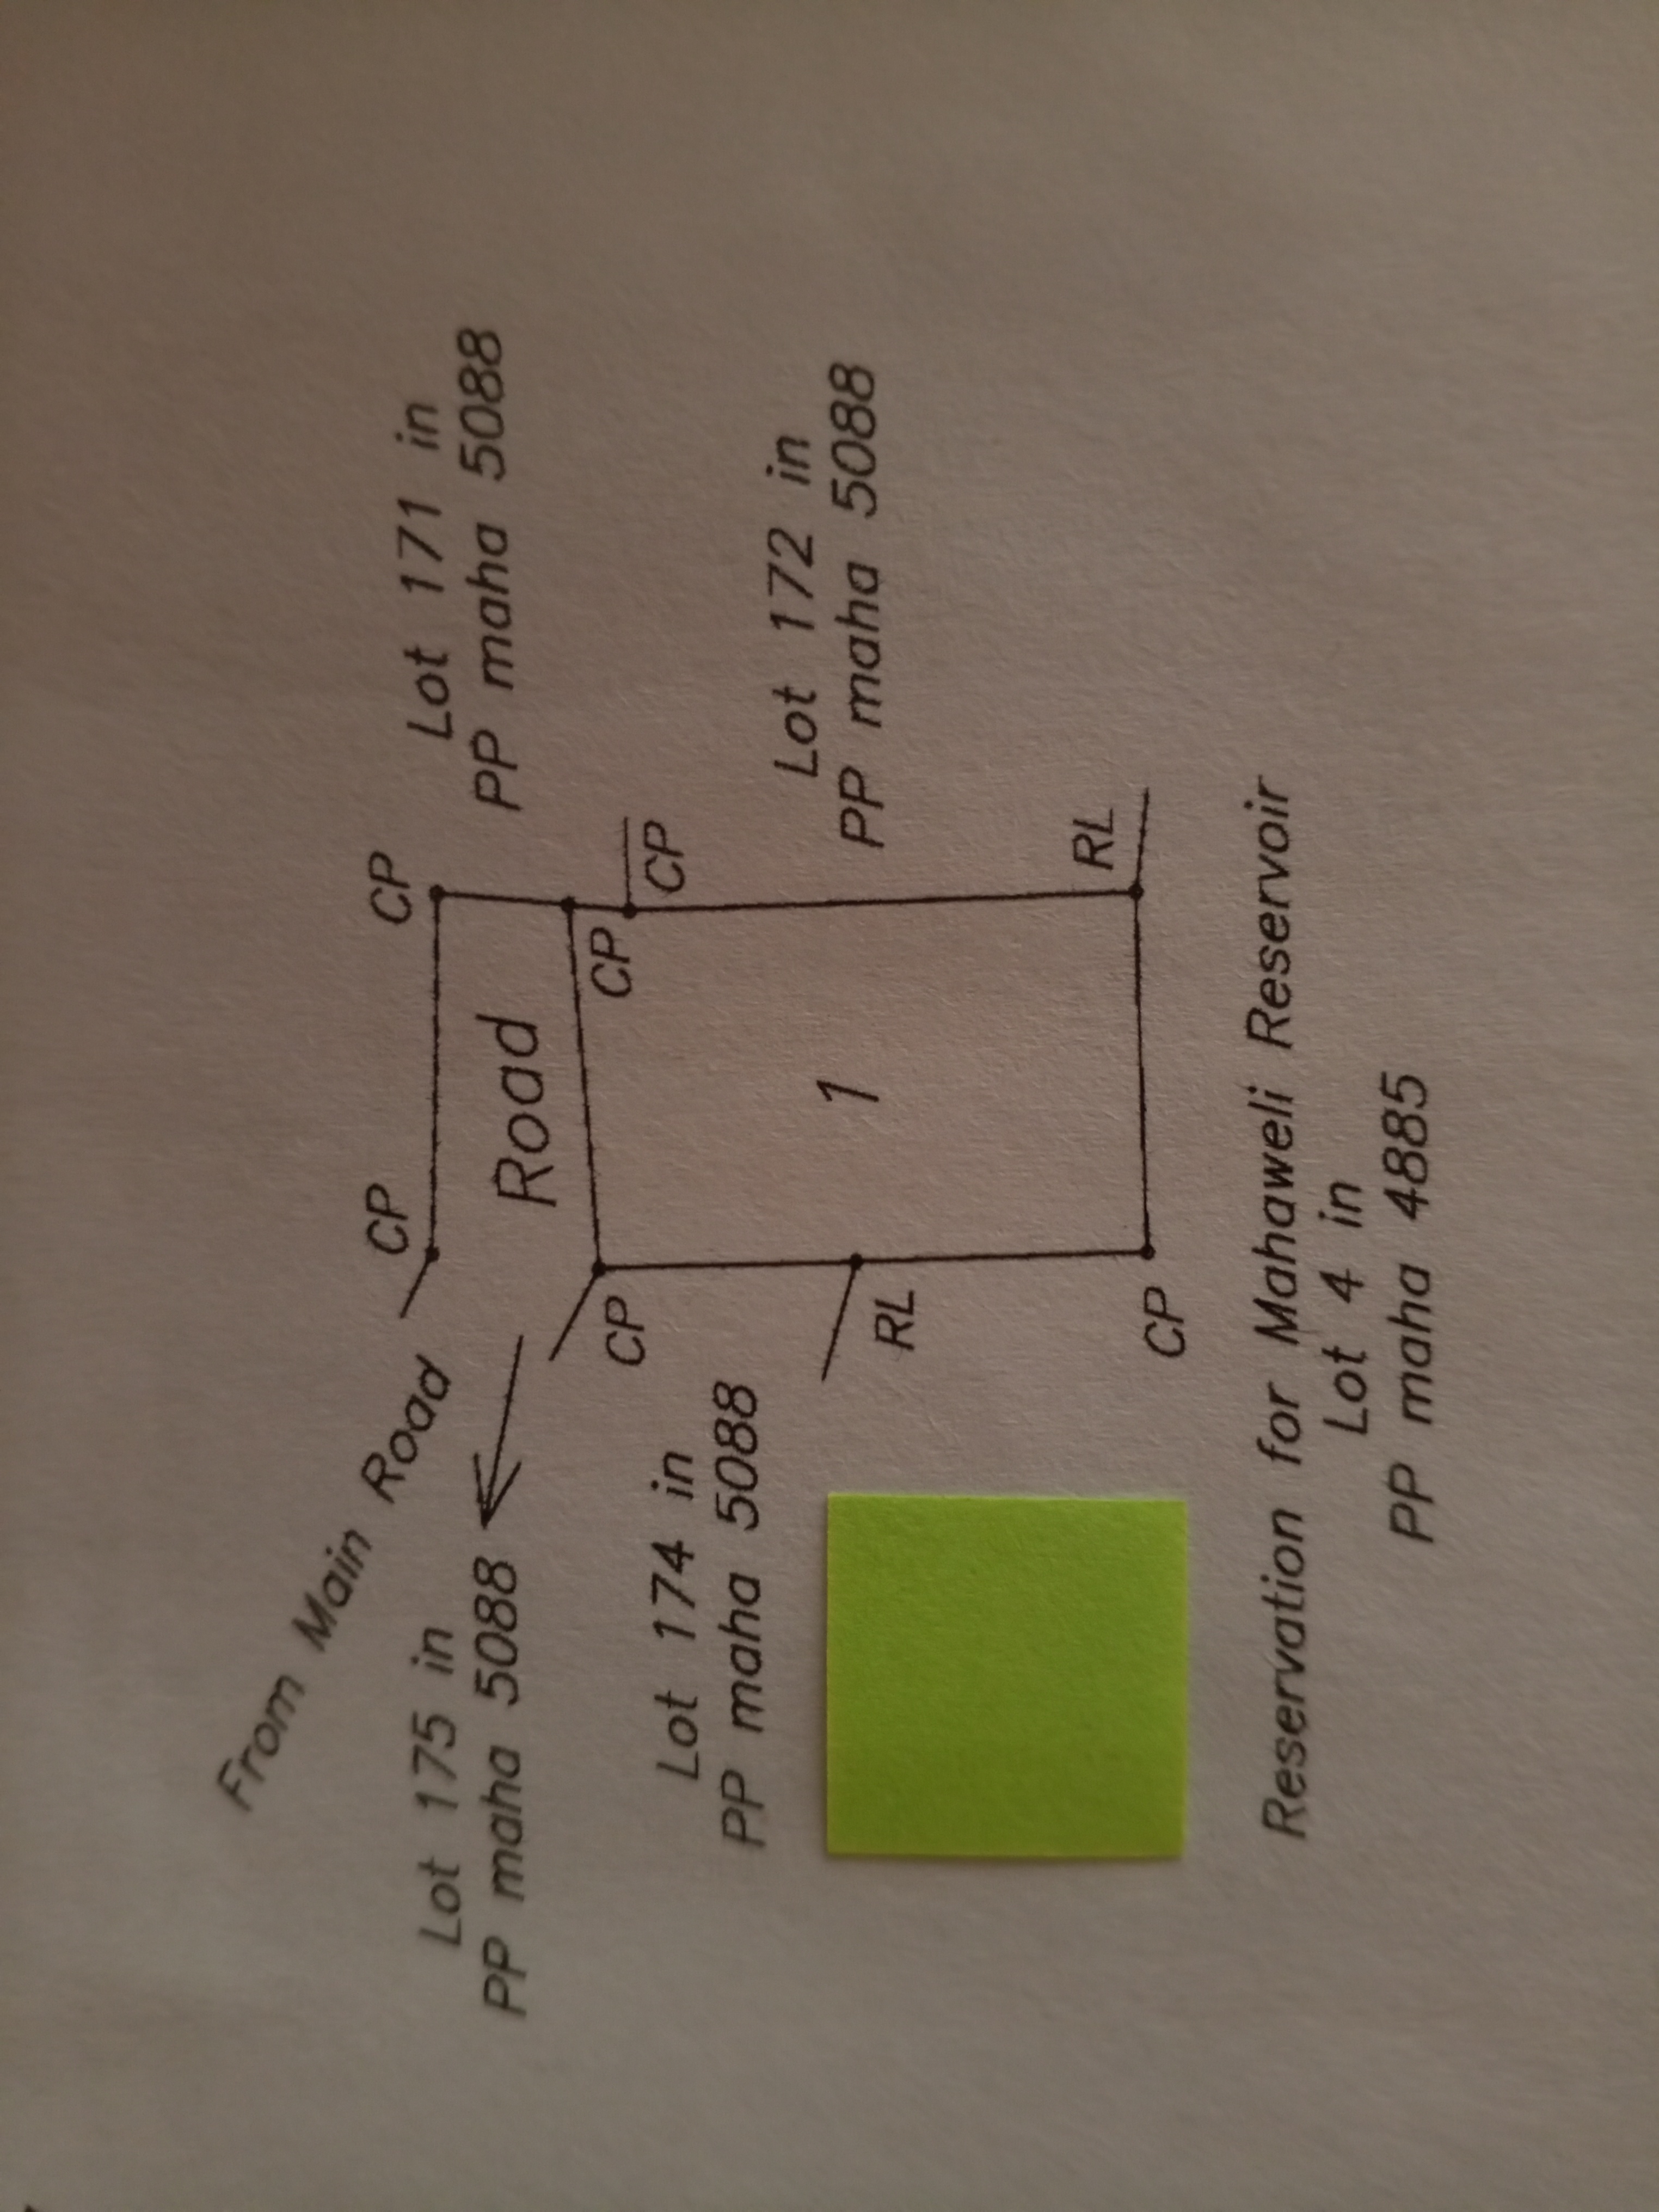 From Main Road
CP
CP
Lot 175 in
PP maha 5088
Lot 171 in
PP maha 5088
Road
CP
CP
CP
Lot 174 in
PP maha 5088
1
Lot 172 in
PP maha 5088
RL
RL
CP
Reservation for Mahaweli Reservoir
Lot 4 in
PP maha 4885